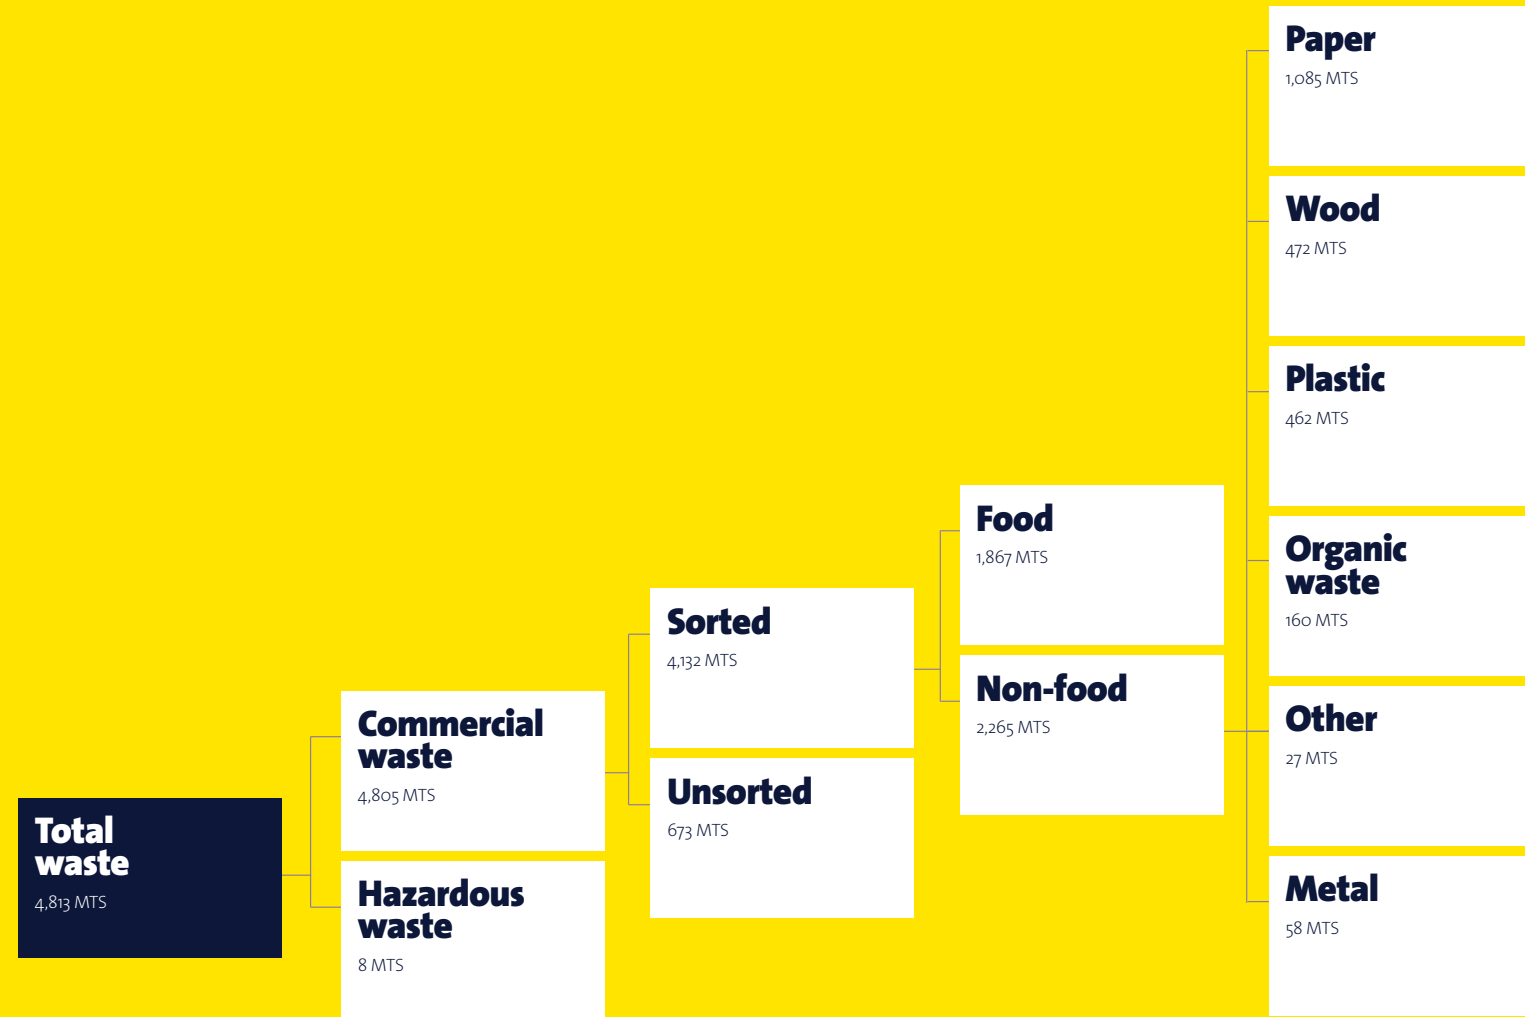 Total
waste
4,813 MTS
Commercial
waste
4,805 MTS
Hazardous
waste
8 MTS
Sorted
4,132 MTS
Unsorted
673 MTS
Food
1,867 MTS
Non-food
2,265 MTS
Paper
1,085 MTS
Wood
472 MTS
Plastic
462 MTS
Organic
waste
160 MTS
Other
27 MTS
Metal
58 MTS